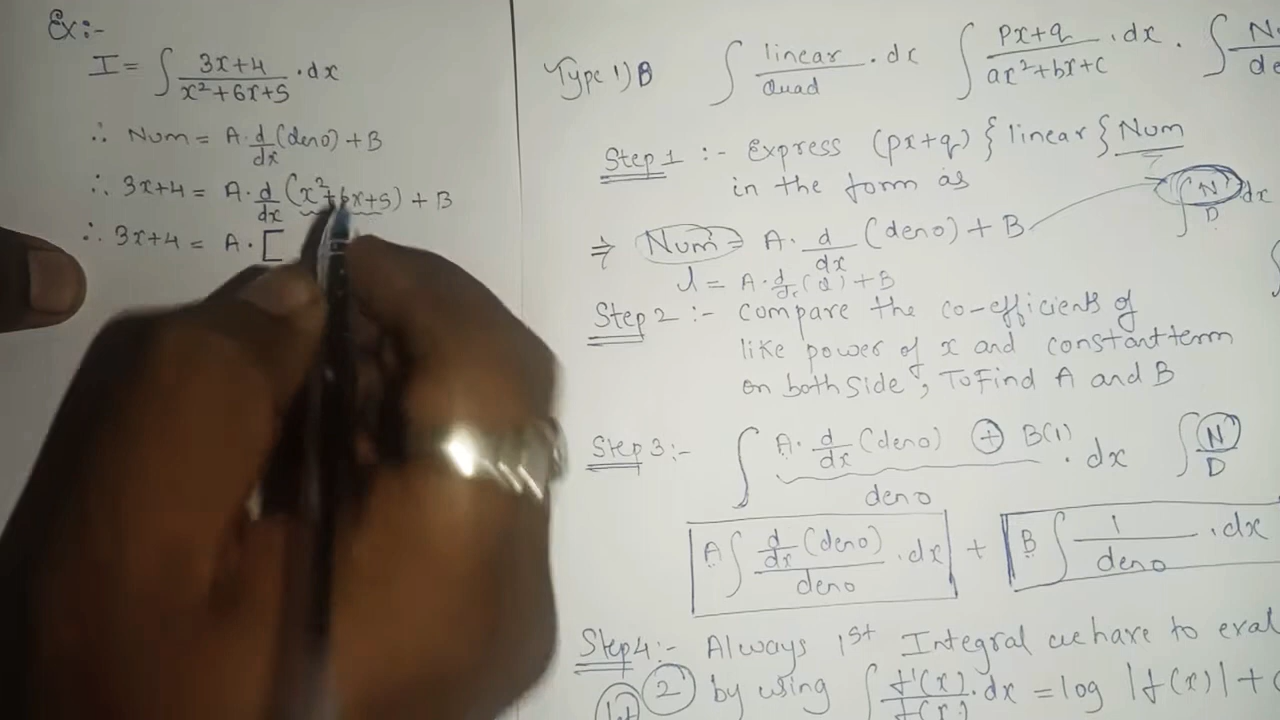 Ex:-
I = ∫ 3x+4 / x²+6x+5 · dx
∴ Num = A. d/dx (deno) + B
∴ 3x+4 = A. d/dx (x²+6x+5) + B
∴ 3x+4 = A. [
Type 1) B ∫ linear / Quad . dx ∫ px+q / ax²+bx+c . dx . ∫
Step 1 :- Express (px+q) { linear } Num
in the form as
⇒ Num = A. d/dx (deno) + B ∫ N / D dx
Step 2 :- Compare the co-efficients of
like power of x and constant term
on both side, To Find A and B
Step 3:- ∫ A. d/dx (deno) + B(1) / deno . dx ∫ N / D
A ∫ d/dx (deno) / deno . dx + B ∫ 1 / deno . dx
Step 4:- Always 1st Integral we have to
2 by using ∫ f'(x) / f(x) . dx = log |f(x)| +